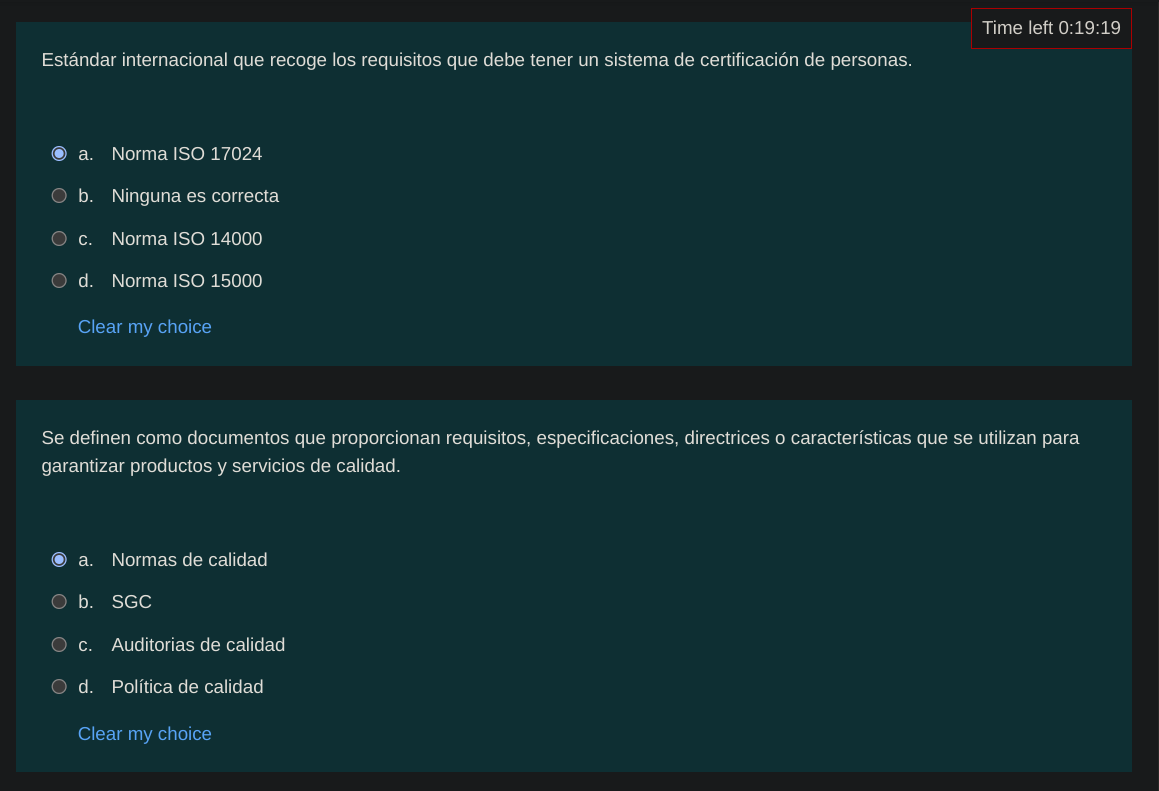 Time left 0:19:19
Estándar internacional que recoge los requisitos que debe tener un sistema de certificación de personas.
a. Norma ISO 17024
b. Ninguna es correcta
c. Norma ISO 14000
d. Norma ISO 15000
Clear my choice
Se definen como documentos que proporcionan requisitos, especificaciones, directrices o características que se utilizan para
garantizar productos y servicios de calidad.
a. Normas de calidad
b. SGC
c. Auditorias de calidad
d. Política de calidad
Clear my choice